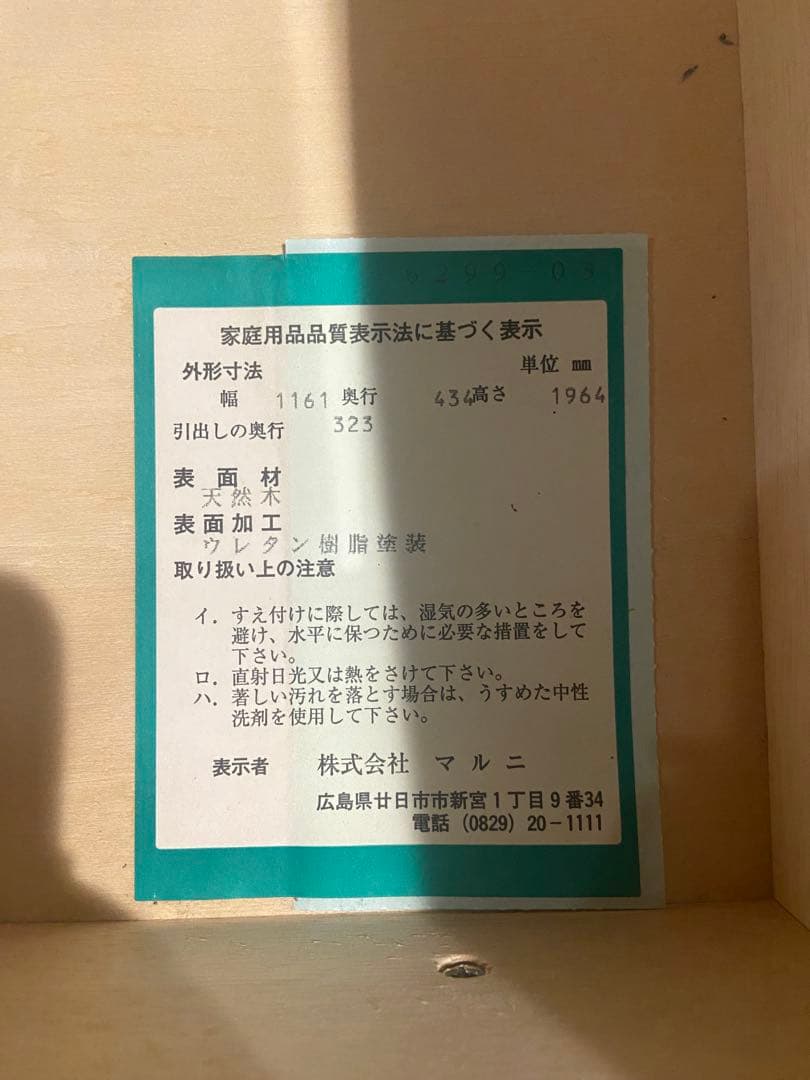 6299-03
家庭用品品質表示法に基づく表示
外形寸法 単位 mm
幅 1161 奥行 434 高さ 1964
引出しの奥行 323
表面材
天然木
表面加工
ウレタン樹脂塗装
取り扱い上の注意
イ．すえ付けに際しては、湿気の多いところを
避け、水平に保つために必要な措置をして
下さい。
ロ．直射日光又は熱をさけて下さい。
ハ．著しい汚れを落とす場合は、うすめた中性
洗剤を使用して下さい。
表示者 株式会社 マルニ
広島県廿日市市新宮1丁目9番34
電話（0829）20－1111